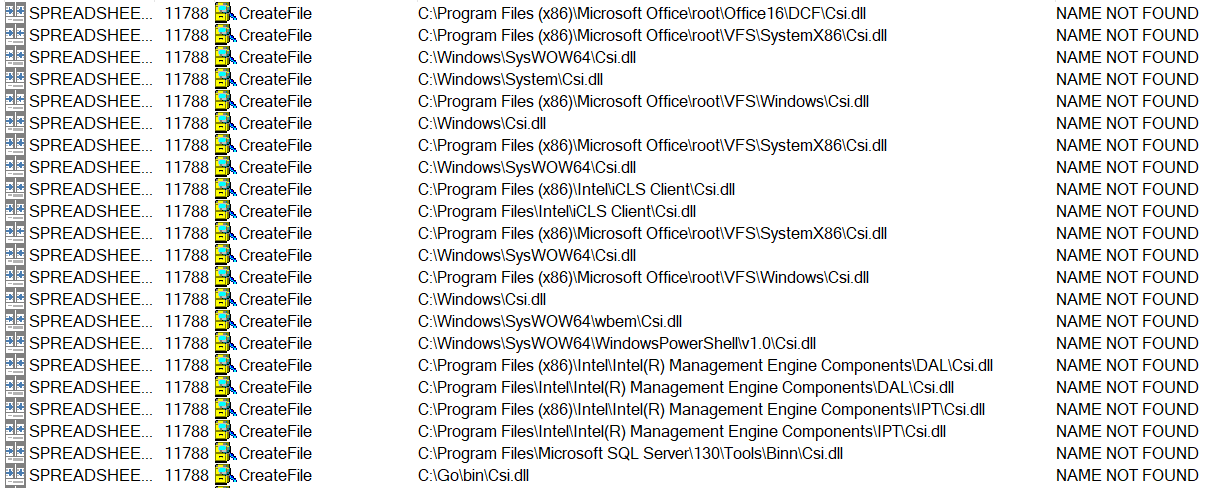 SPREADSHEE... 11788 CreateFile C:\Program Files (x86)\Microsoft Office\root\Office16\DCF\Csi.dll NAME NOT FOUND
SPREADSHEE... 11788 CreateFile C:\Program Files (x86)\Microsoft Office\root\VFS\SystemX86\Csi.dll NAME NOT FOUND
SPREADSHEE... 11788 CreateFile C:\Windows\SysWOW64\Csi.dll NAME NOT FOUND
SPREADSHEE... 11788 CreateFile C:\Windows\System\Csi.dll NAME NOT FOUND
SPREADSHEE... 11788 CreateFile C:\Program Files (x86)\Microsoft Office\root\VFS\Windows\Csi.dll NAME NOT FOUND
SPREADSHEE... 11788 CreateFile C:\Windows\Csi.dll NAME NOT FOUND
SPREADSHEE... 11788 CreateFile C:\Program Files (x86)\Microsoft Office\root\VFS\SystemX86\Csi.dll NAME NOT FOUND
SPREADSHEE... 11788 CreateFile C:\Windows\SysWOW64\Csi.dll NAME NOT FOUND
SPREADSHEE... 11788 CreateFile C:\Program Files (x86)\Intel\iCLS Client\Csi.dll NAME NOT FOUND
SPREADSHEE... 11788 CreateFile C:\Program Files\Intel\iCLS Client\Csi.dll NAME NOT FOUND
SPREADSHEE... 11788 CreateFile C:\Program Files (x86)\Microsoft Office\root\VFS\SystemX86\Csi.dll NAME NOT FOUND
SPREADSHEE... 11788 CreateFile C:\Windows\SysWOW64\Csi.dll NAME NOT FOUND
SPREADSHEE... 11788 CreateFile C:\Program Files (x86)\Microsoft Office\root\VFS\Windows\Csi.dll NAME NOT FOUND
SPREADSHEE... 11788 CreateFile C:\Windows\Csi.dll NAME NOT FOUND
SPREADSHEE... 11788 CreateFile C:\Windows\SysWOW64\wbem\Csi.dll NAME NOT FOUND
SPREADSHEE... 11788 CreateFile C:\Windows\SysWOW64\WindowsPowerShell\v1.0\Csi.dll NAME NOT FOUND
SPREADSHEE... 11788 CreateFile C:\Program Files (x86)\Intel\Intel(R) Management Engine Components\DAL\Csi.dll NAME NOT FOUND
SPREADSHEE... 11788 CreateFile C:\Program Files\Intel\Intel(R) Management Engine Components\DAL\Csi.dll NAME NOT FOUND
SPREADSHEE... 11788 CreateFile C:\Program Files (x86)\Intel\Intel(R) Management Engine Components\IPT\Csi.dll NAME NOT FOUND
SPREADSHEE... 11788 CreateFile C:\Program Files\Intel\Intel(R) Management Engine Components\IPT\Csi.dll NAME NOT FOUND
SPREADSHEE... 11788 CreateFile C:\Program Files\Microsoft SQL Server\130\Tools\Binn\Csi.dll NAME NOT FOUND
SPREADSHEE... 11788 CreateFile C:\Go\bin\Csi.dll NAME NOT FOUND